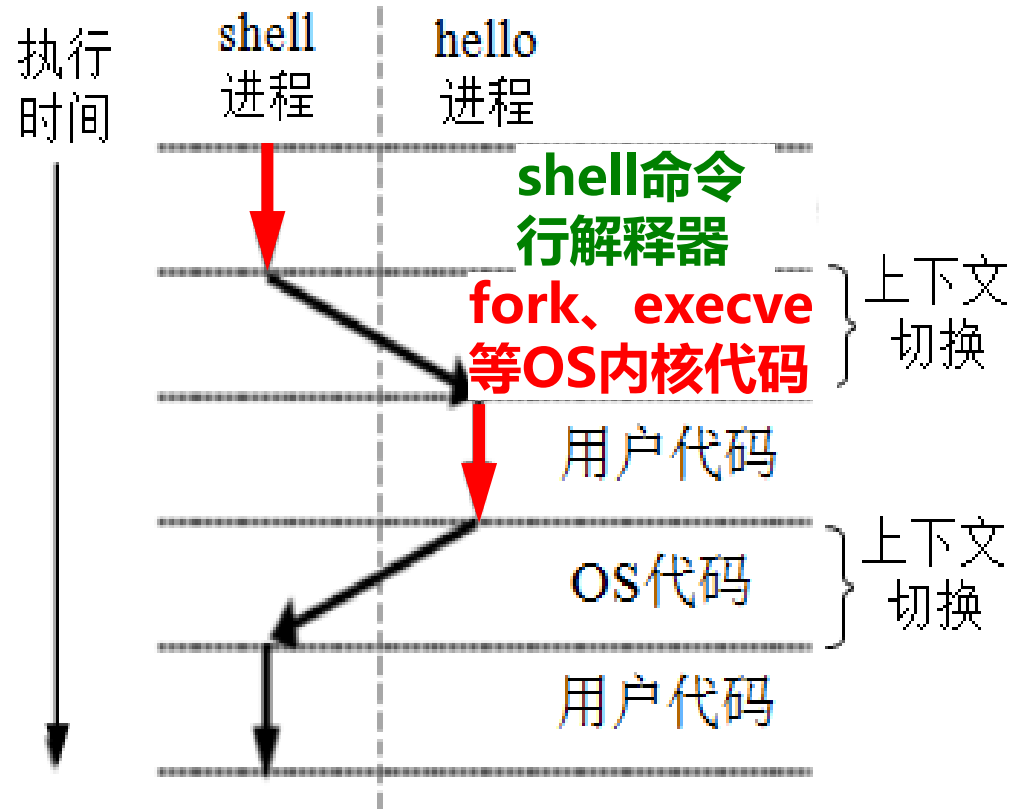 执行
时间
shell
进程
hello
进程
shell命令
行解释器
fork、execve
等OS内核代码
上下文
切换
用户代码
OS代码
上下文
切换
用户代码